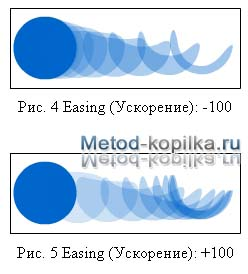 Рис. 4 Easing (Ускорение): -100
Metod-kopilka.ru
Рис. 5 Easing (Ускорение): +100